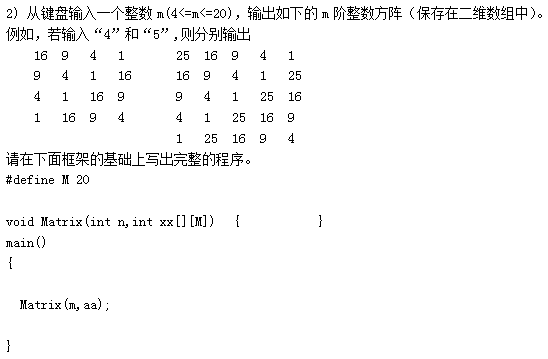 2) 从键盘输入一个整数 m(4<=m<=20)，输出如下的 m 阶整数方阵（保存在二维数组中）。
例如，若输入“4”和“5”,则分别输出
16 9 4 1 25 16 9 4 1
9 4 1 16 16 9 4 1 25
4 1 16 9 9 4 1 25 16
1 16 9 4 4 1 25 16 9
1 25 16 9 4
请在下面框架的基础上写出完整的程序。
#define M 20
void Matrix(int n,int xx[][M]) { }
main()
{
Matrix(m,aa);
}